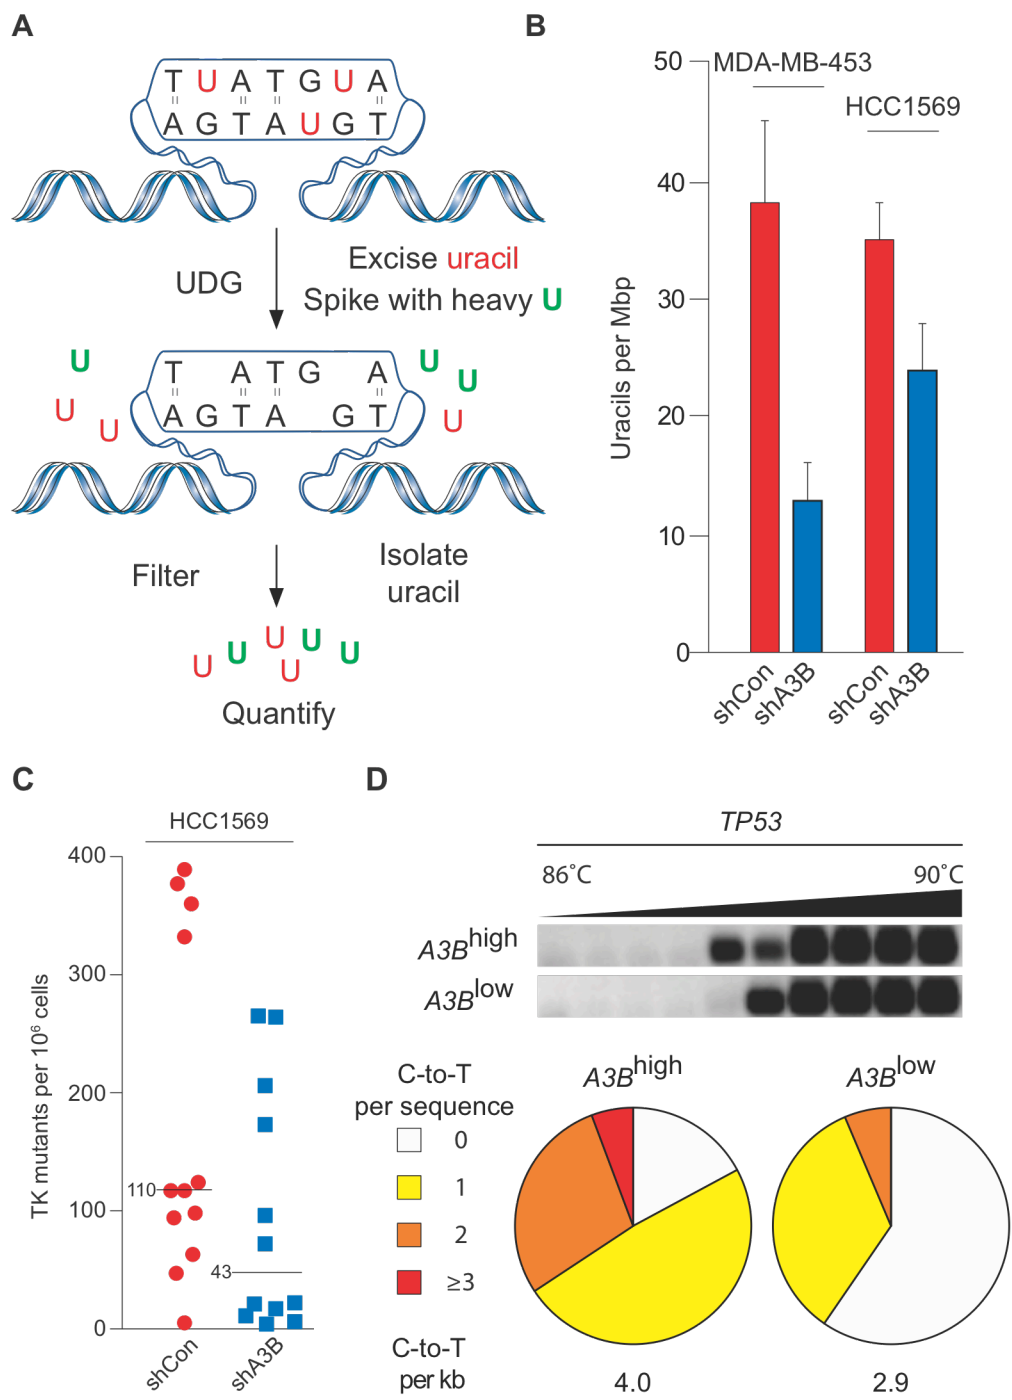 A
T U A T G U A
A G T A U G T
UDG
Excise uracil
Spike with heavy U
U
U
U
T A T G A
A G T A G T
U
U
U
Filter
Isolate
uracil
U U U U U U
Quantify
B
50
40
30
20
10
0
Uracils per Mbp
MDA-MB-453
HCC1569
shCon
shA3B
shCon
shA3B
C
HCC1569
400
300
200
100
0
TK mutants per 10⁶ cells
110
43
shCon
shA3B
D
TP53
86˚C
90˚C
A3Bhigh
A3Blow
C-to-T
per sequence
0
1
2
≥3
A3Bhigh
A3Blow
C-to-T
per kb
4.0
2.9